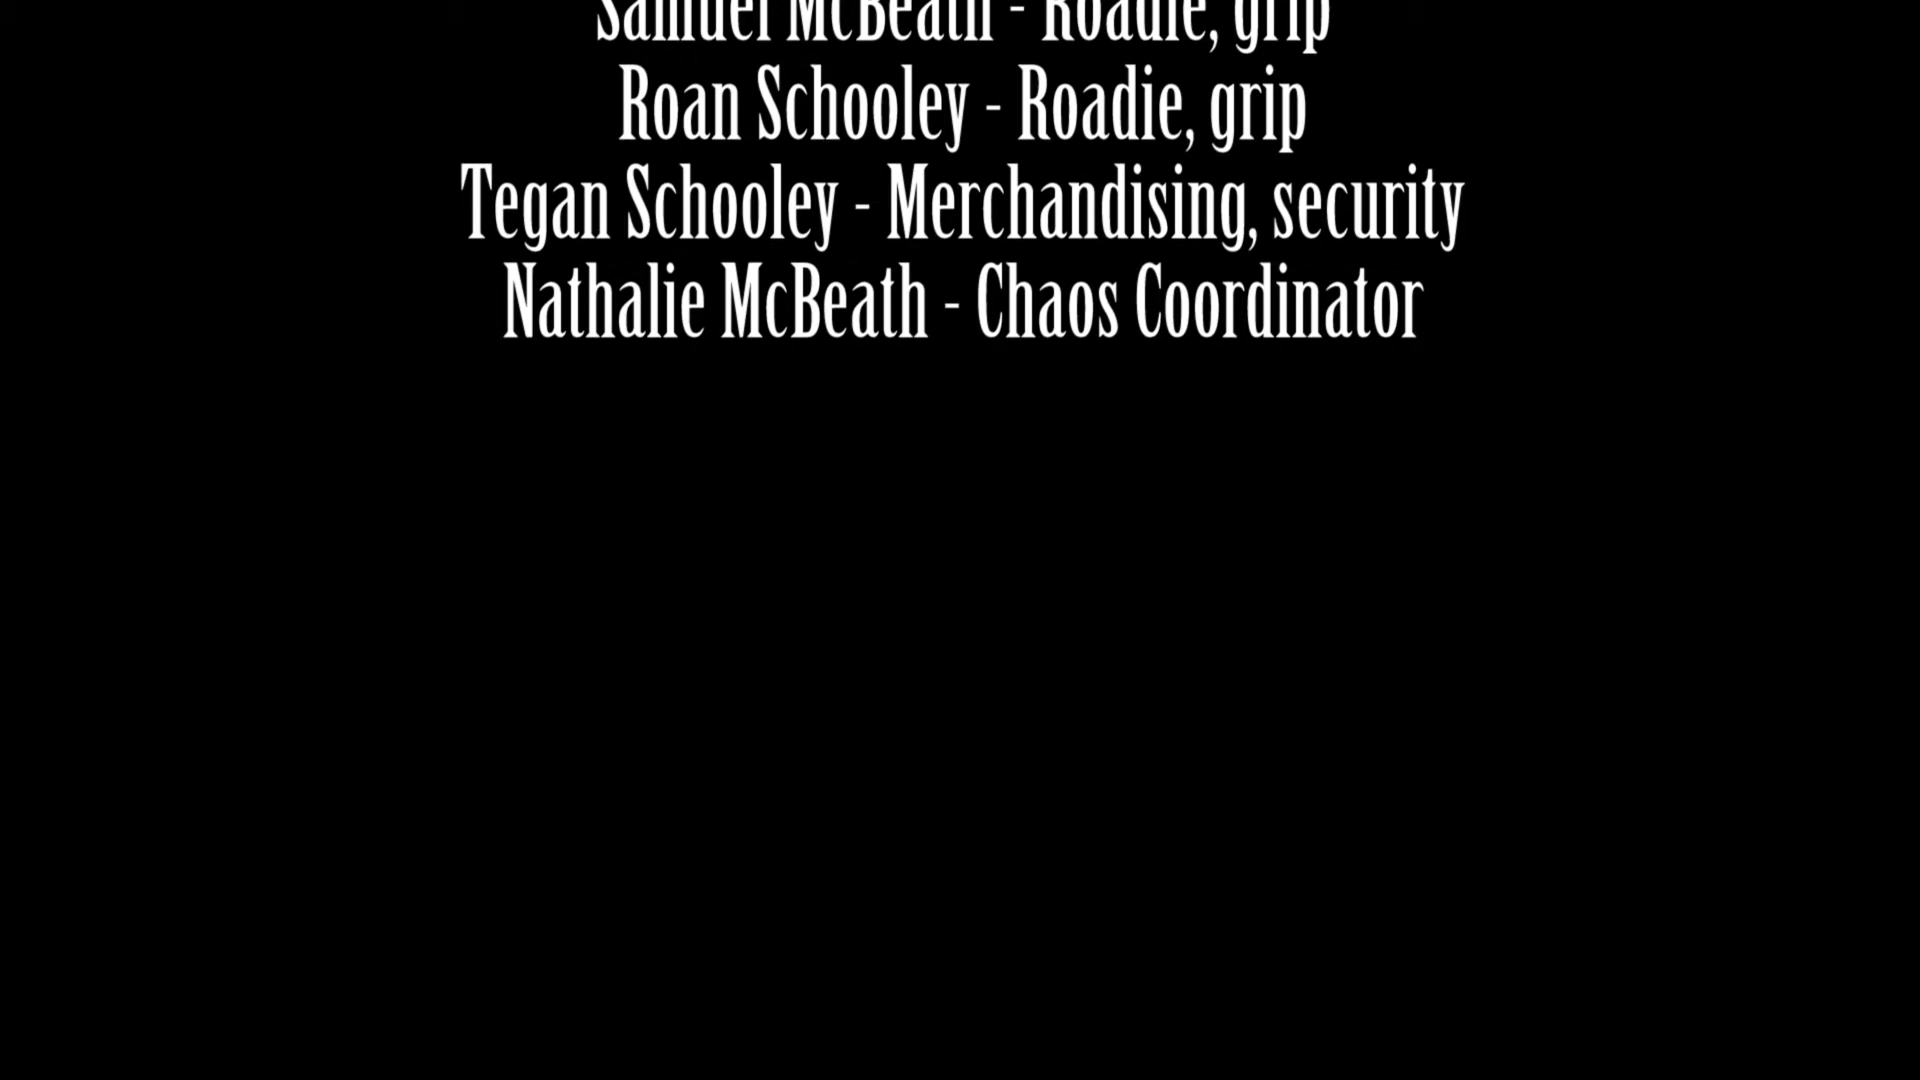 Samuel McBeath - Roadie, grip
Roan Schooley - Roadie, grip
Tegan Schooley - Merchandising, security
Nathalie McBeath - Chaos Coordinator